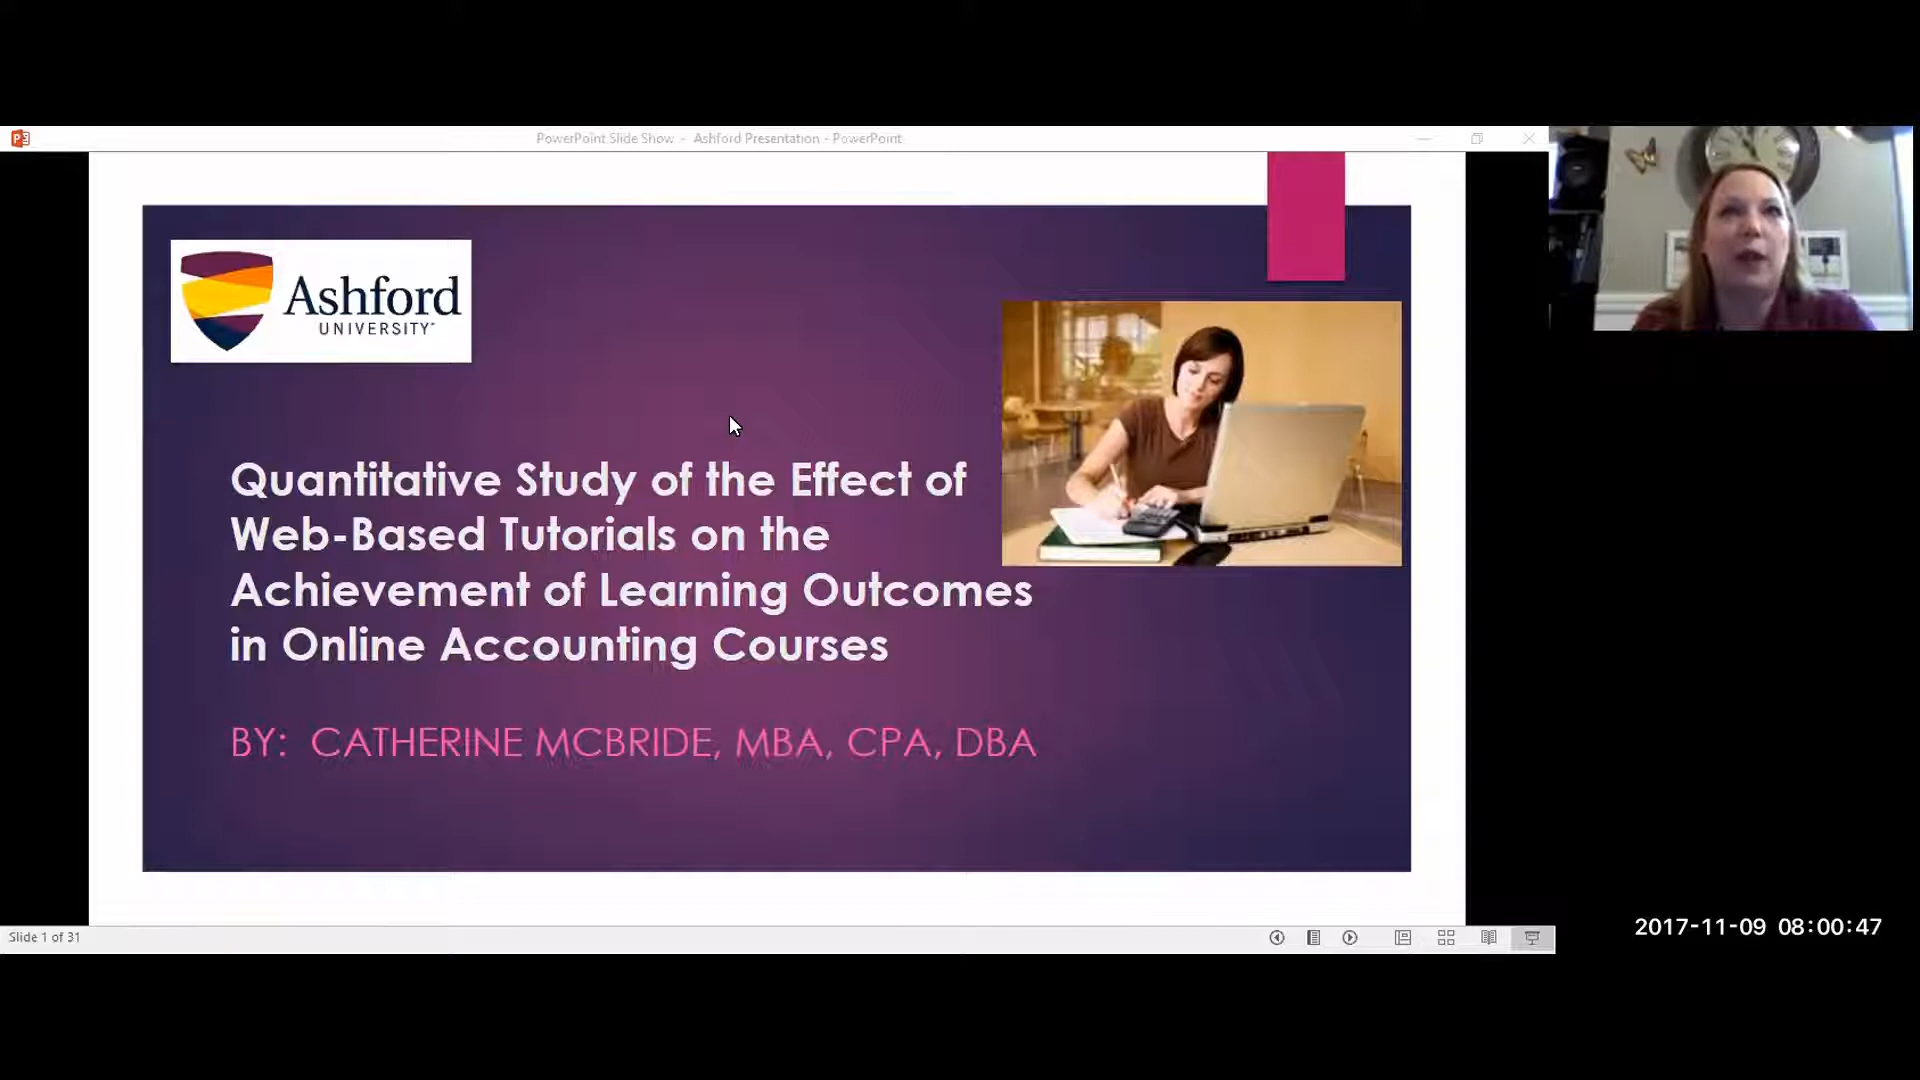 PowerPoint Slide Show - Ashford Presentation - PowerPoint
Ashford
UNIVERSITY
Quantitative Study of the Effect of
Web-Based Tutorials on the
Achievement of Learning Outcomes
in Online Accounting Courses
BY: CATHERINE MCBRIDE, MBA, CPA, DBA
Slide 1 of 31
2017-11-09 08:00:47